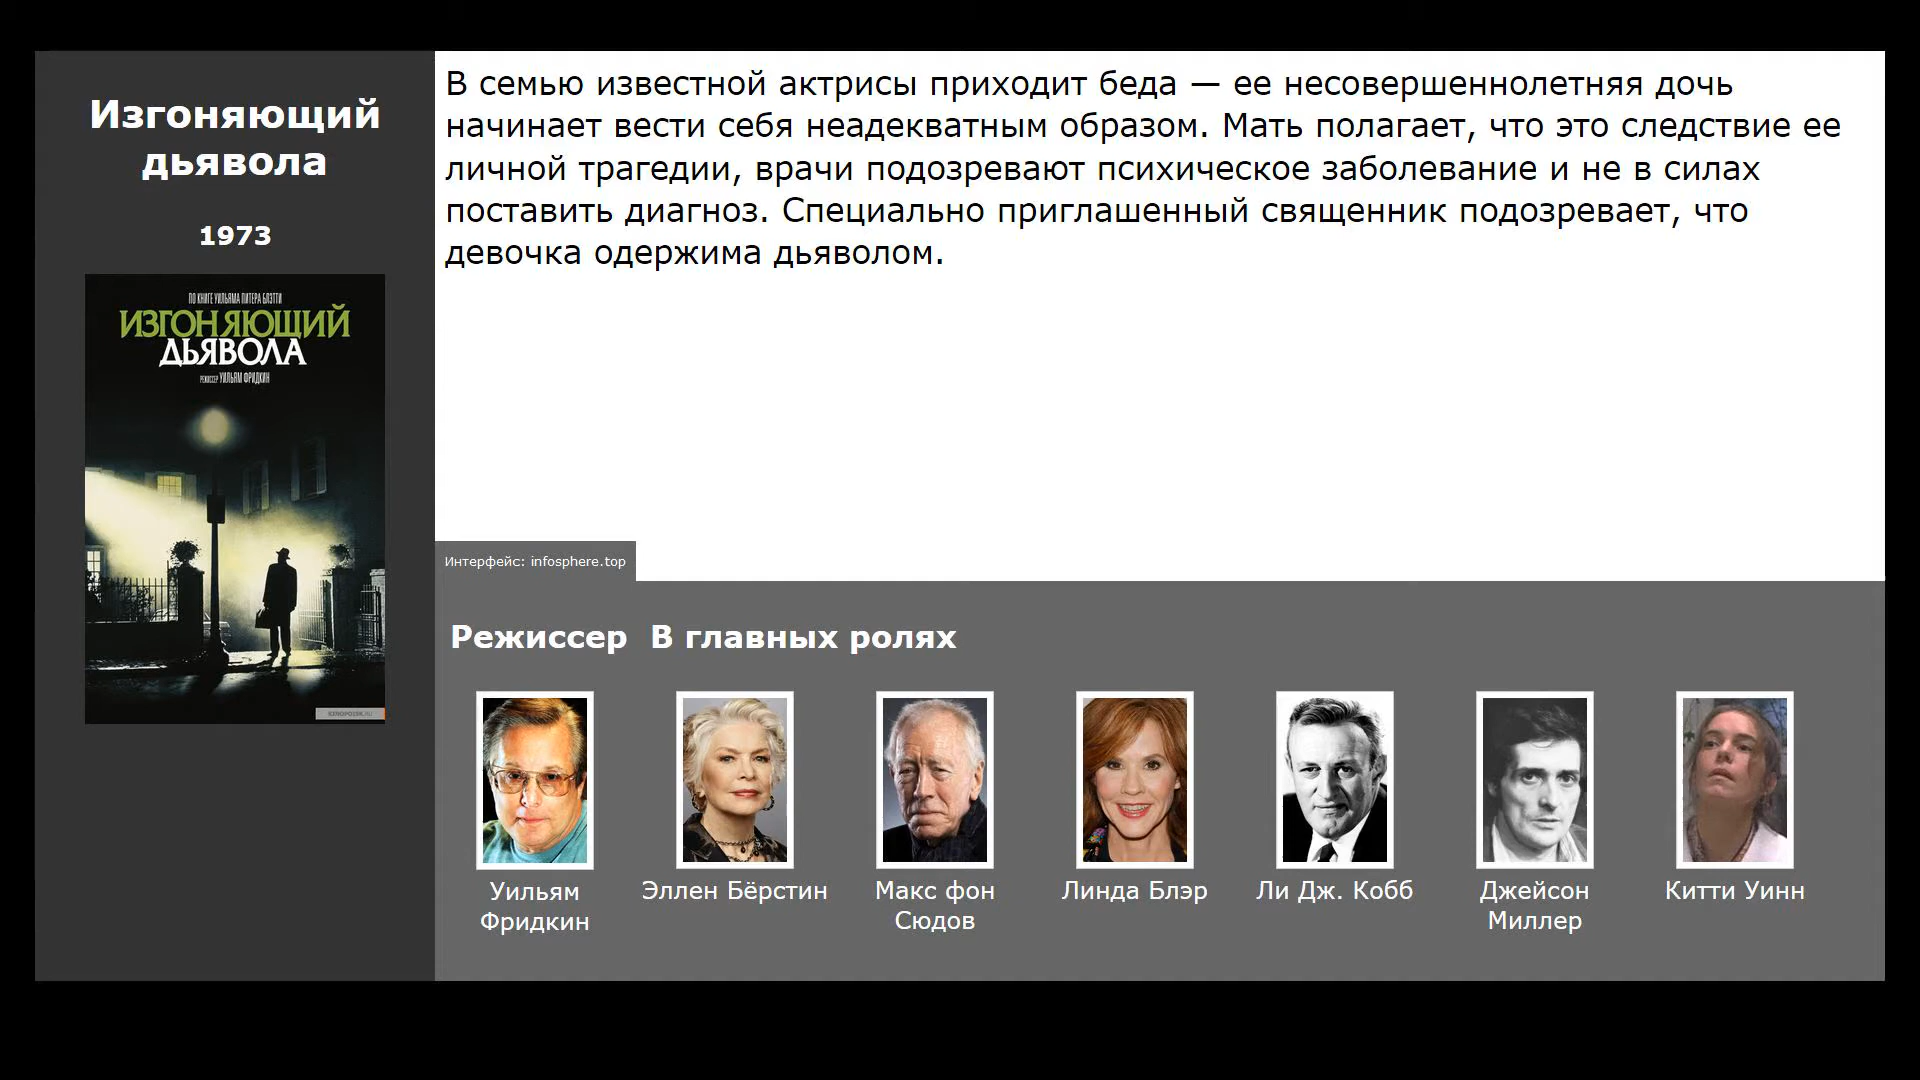 Изгоняющий
дьявола
1973
ПО КНИГЕ УИЛЬЯМА ПИТЕРА БЛЭТТИ
ИЗГОНЯЮЩИЙ
ДЬЯВОЛА
РЕЖИССЕР УИЛЬЯМ ФРИДКИН
В семью известной актрисы приходит беда — ее несовершеннолетняя дочь
начинает вести себя неадекватным образом. Мать полагает, что это следствие ее
личной трагедии, врачи подозревают психическое заболевание и не в силах
поставить диагноз. Специально приглашенный священник подозревает, что
девочка одержима дьяволом.
Интерфейс: infosphere.top
Режиссер
В главных ролях
Уильям
Фридкин
Эллен Бёрстин
Макс фон
Сюдов
Линда Блэр
Ли Дж. Кобб
Джейсон
Миллер
Китти Уинн